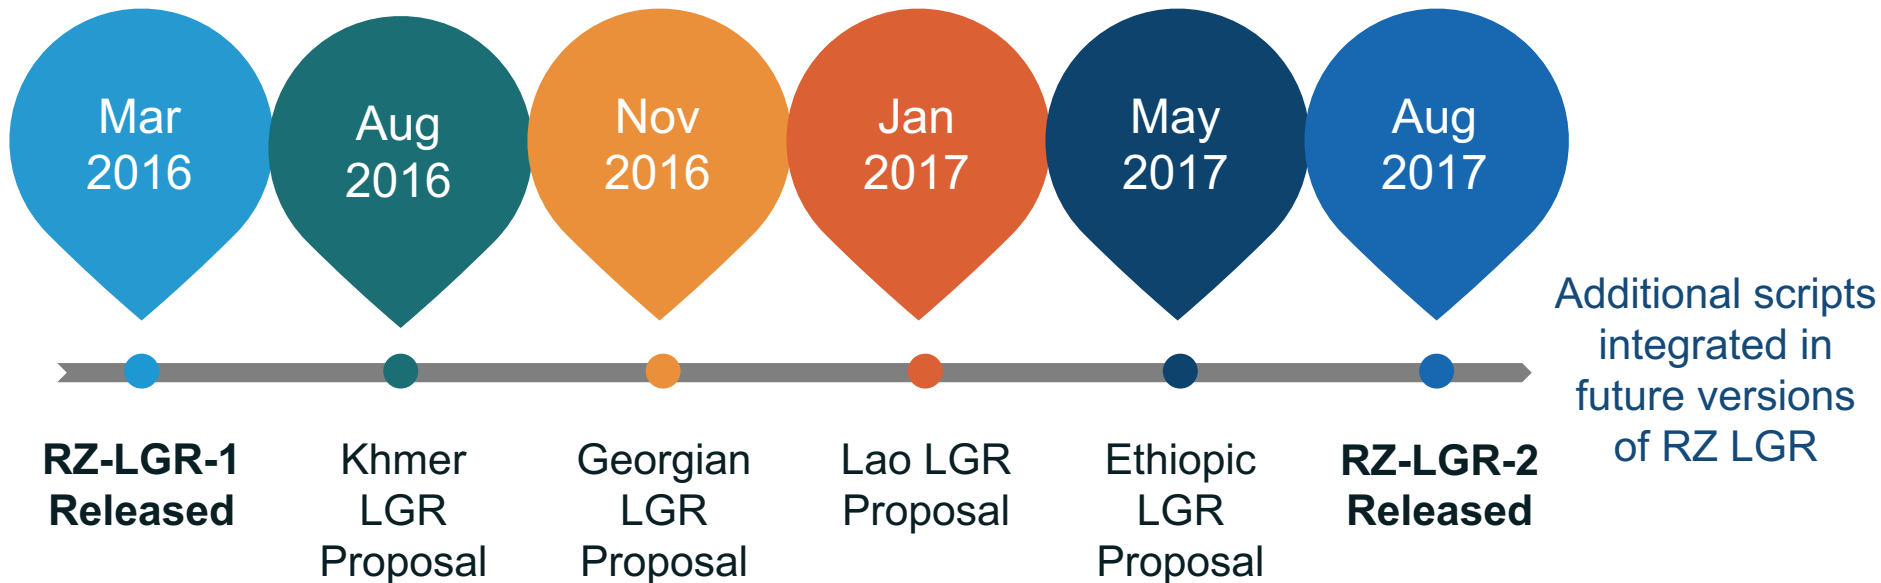 Mar
2016
Aug
2016
Nov
2016
Jan
2017
May
2017
Aug
2017
RZ-LGR-1
Released
Khmer
LGR
Proposal
Georgian
LGR
Proposal
Lao LGR
Proposal
Ethiopic
LGR
Proposal
RZ-LGR-2
Released
Additional scripts
integrated in
future versions
of RZ LGR